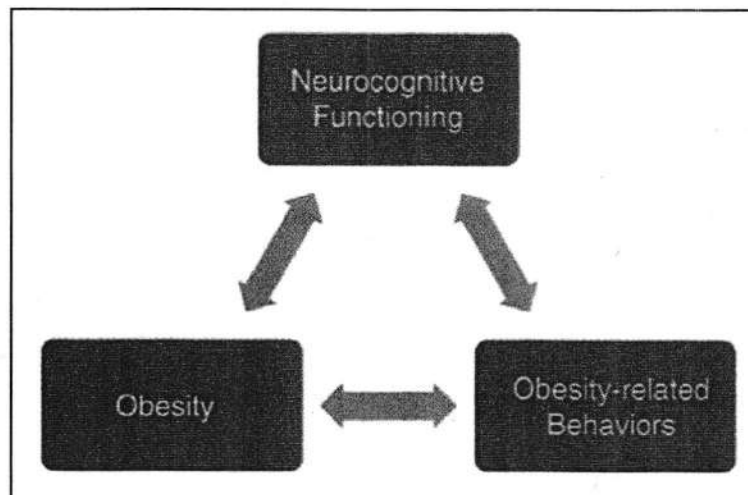 Neurocognitive
Functioning
Obesity
Obesity-related
Behaviors